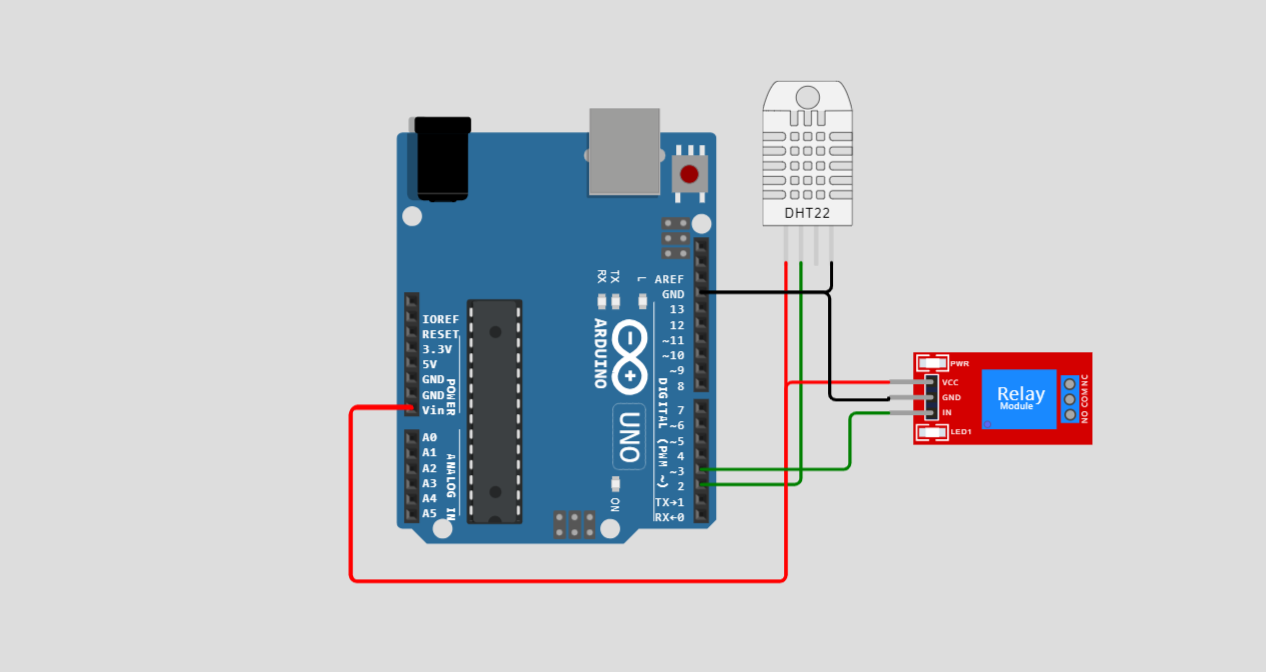 DHT22
RX
TX
L
AREF
GND
13
12
~11
~10
~9
8
7
~6
~5
4
~3
2
TX→1
RX←0
DIGITAL (PWM ~)
ARDUINO
UNO
ON
IOREF
RESET
3.3V
5V
GND
GND
Vin
POWER
A0
A1
A2
A3
A4
A5
ANALOG IN
PWR
VCC
GND
IN
LED1
Relay
Module
NO COM NC